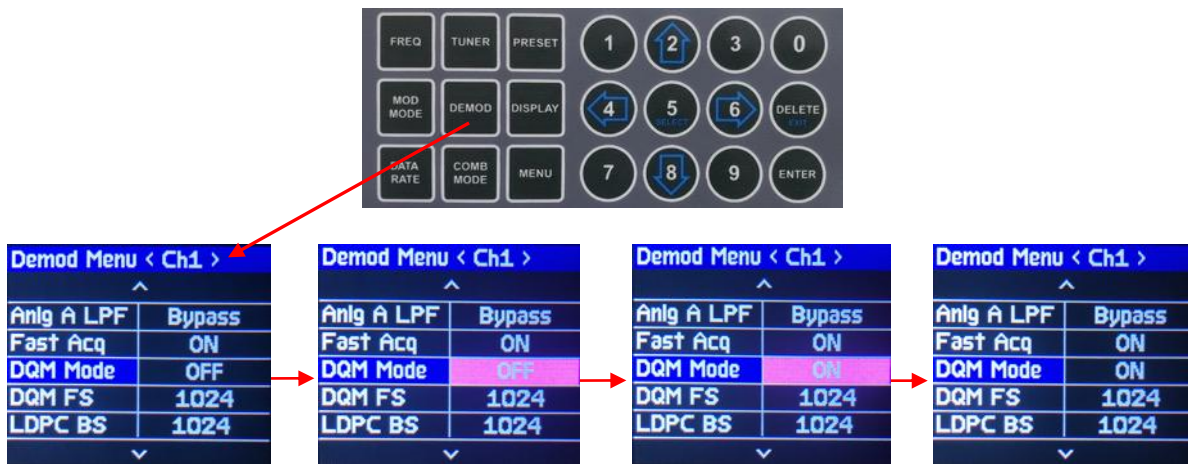 FREQ TUNER PRESET 1 2 3 0
MOD MODE DEMOD DISPLAY 4 5 SELECT 6 DELETE EXIT
DATA RATE COMB MODE MENU 7 8 9 ENTER
Demod Menu < Ch1 >
Anlg A LPF Bypass
Fast Acq ON
DQM Mode OFF
DQM FS 1024
LDPC BS 1024
Demod Menu < Ch1 >
Anlg A LPF Bypass
Fast Acq ON
DQM Mode OFF
DQM FS 1024
LDPC BS 1024
Demod Menu < Ch1 >
Anlg A LPF Bypass
Fast Acq ON
DQM Mode ON
DQM FS 1024
LDPC BS 1024
Demod Menu < Ch1 >
Anlg A LPF Bypass
Fast Acq ON
DQM Mode ON
DQM FS 1024
LDPC BS 1024